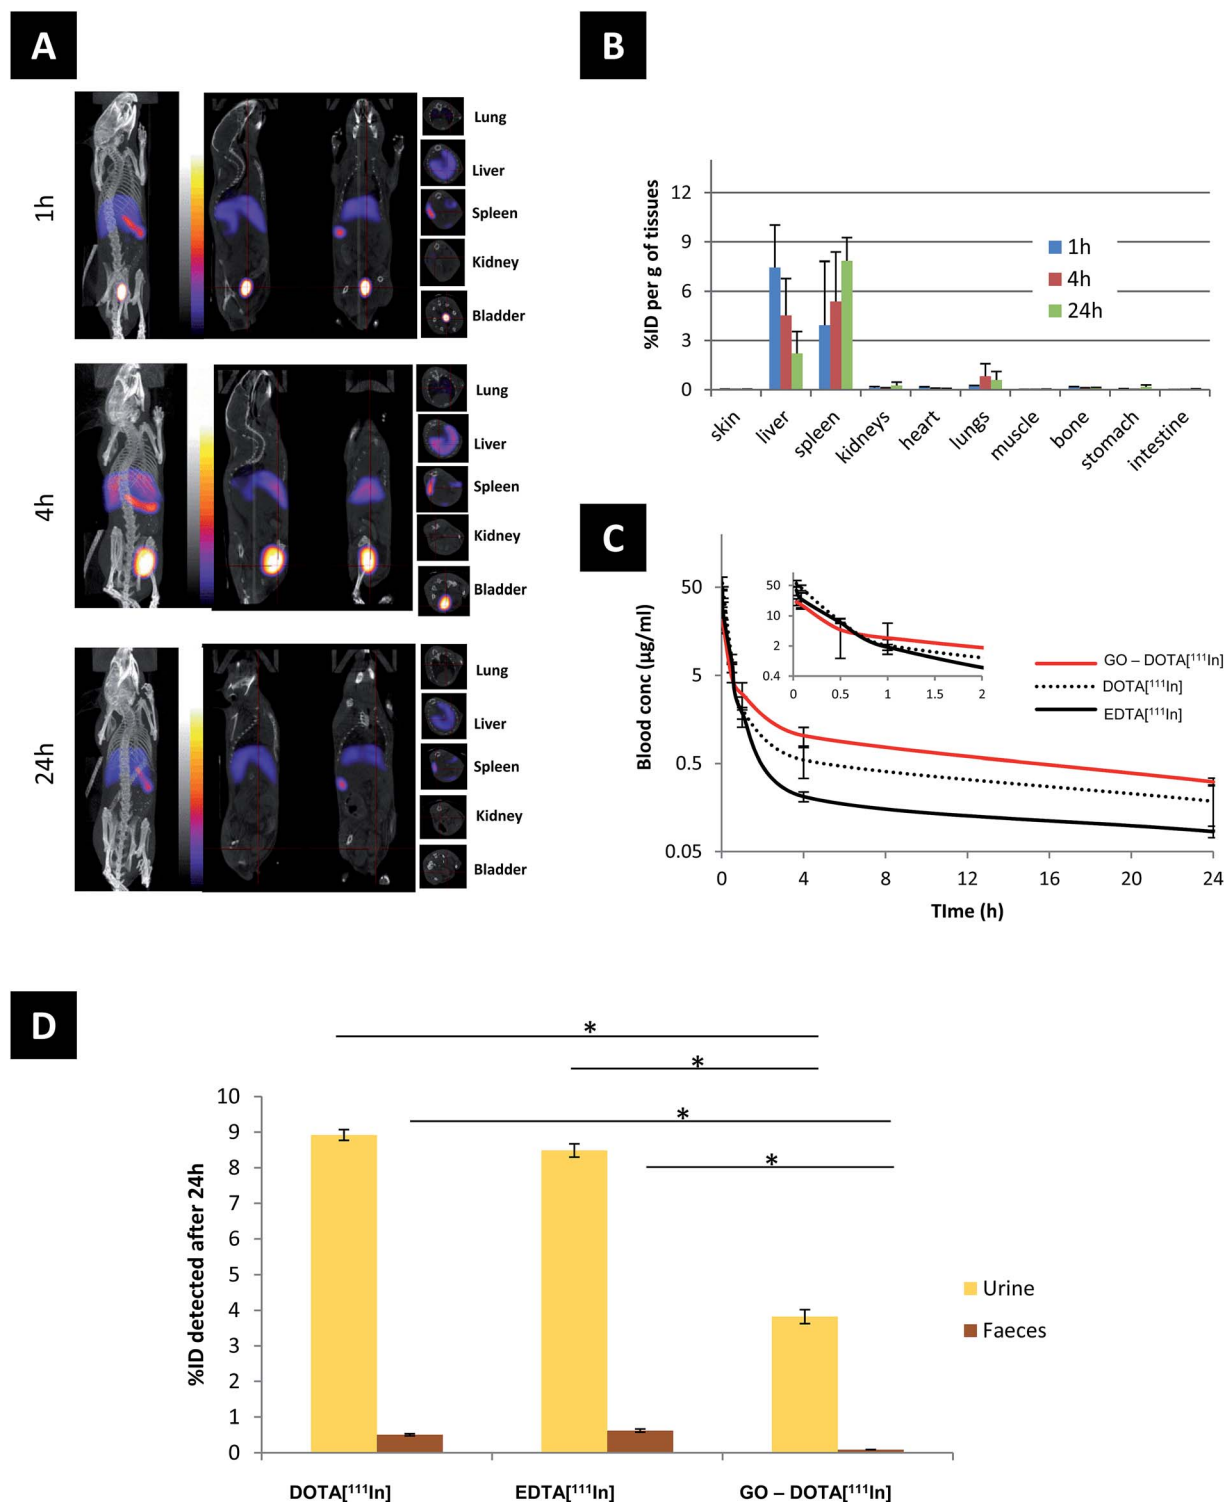 A
1h
Lung
Liver
Spleen
Kidney
Bladder
4h
Lung
Liver
Spleen
Kidney
Bladder
24h
Lung
Liver
Spleen
Kidney
Bladder
B
%ID per g of tissues
12
9
6
3
0
1h
4h
24h
skin
liver
spleen
kidneys
heart
lungs
muscle
bone
stomach
intestine
C
Blood conc (µg/ml)
50
5
0.5
0.05
0 4 8 12 16 20 24
TIme (h)
50
10
2
0.4
0 0.5 1 1.5 2
GO – DOTA[¹¹¹In]
DOTA[¹¹¹In]
EDTA[¹¹¹In]
D
*
*
*
*
%ID detected after 24h
10
9
8
7
6
5
4
3
2
1
0
Urine
Faeces
DOTA[¹¹¹In] EDTA[¹¹¹In] GO – DOTA[¹¹¹In]